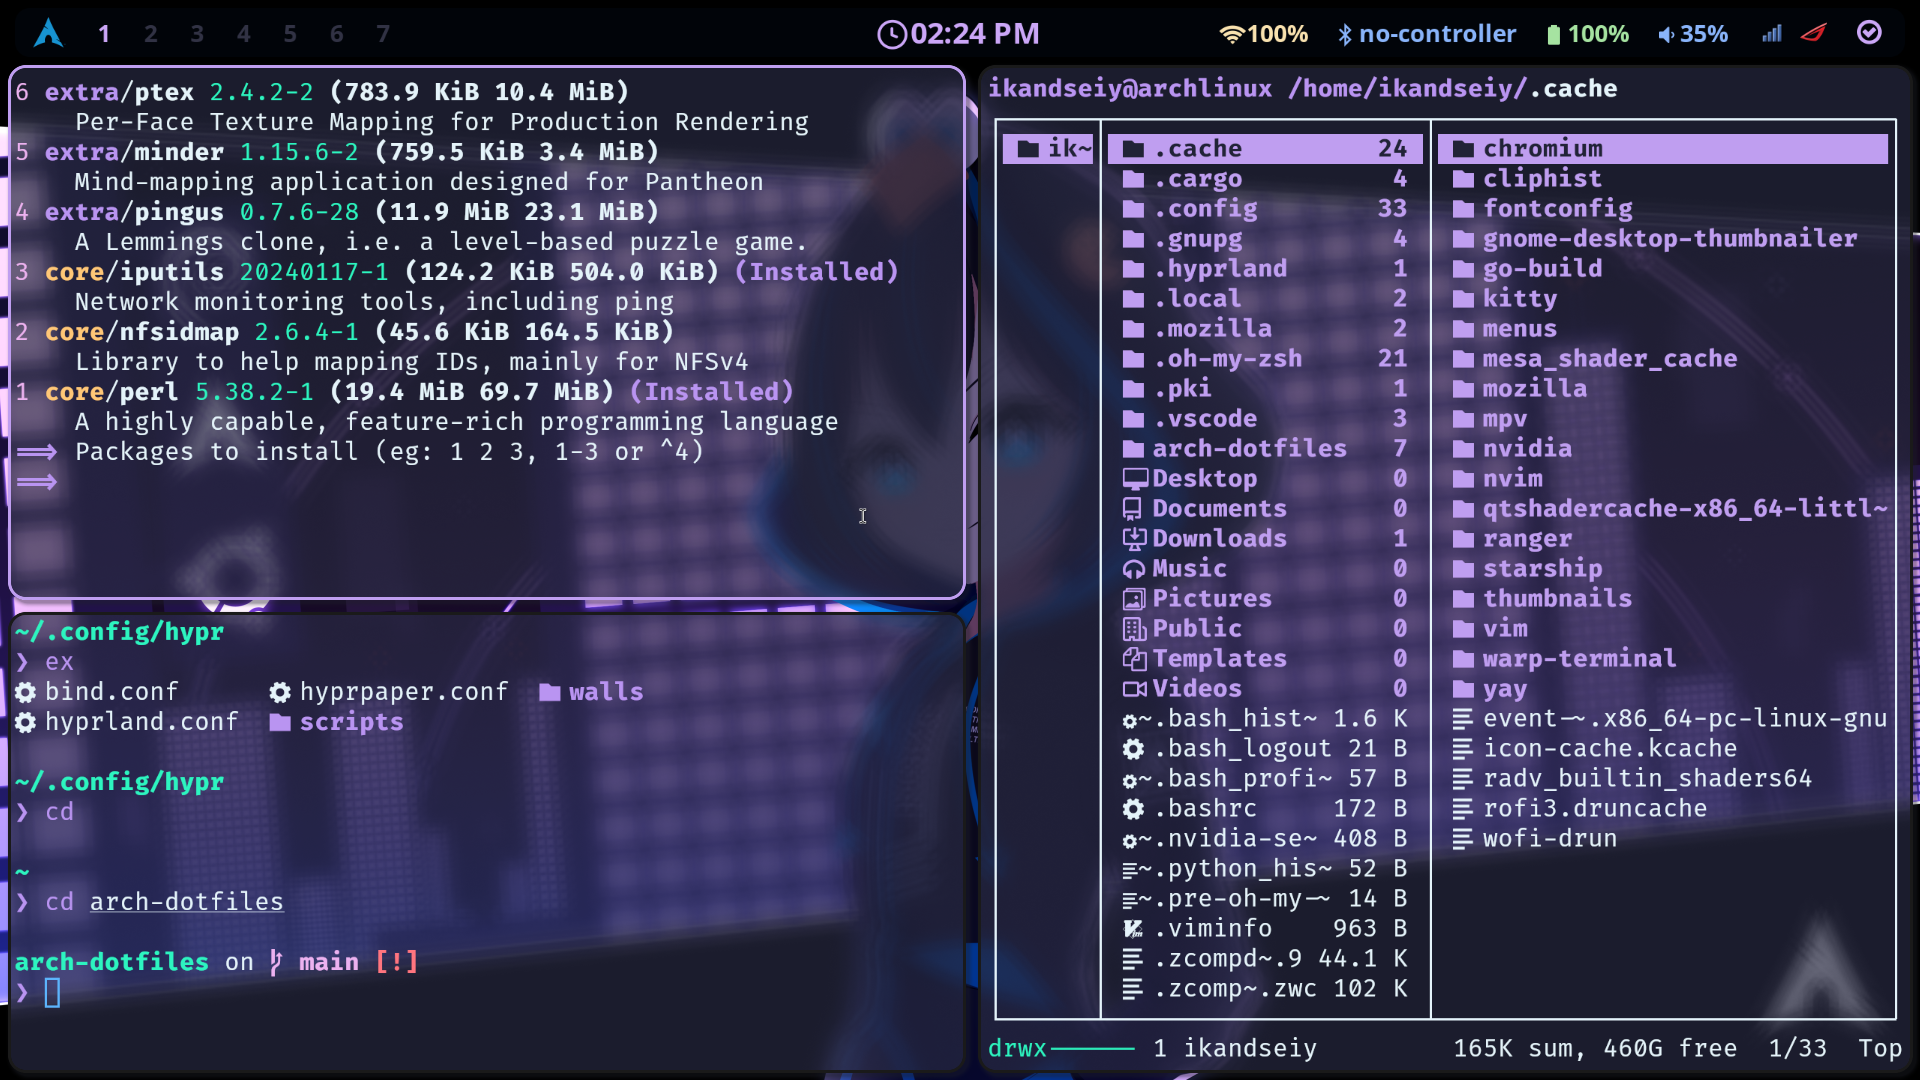 1 2 3 4 5 6 7
02:24 PM
100% no-controller 100% 35%
6 extra/ptex 2.4.2-2 (783.9 KiB 10.4 MiB)
Per-Face Texture Mapping for Production Rendering
5 extra/minder 1.15.6-2 (759.5 KiB 3.4 MiB)
Mind-mapping application designed for Pantheon
4 extra/pingus 0.7.6-28 (11.9 MiB 23.1 MiB)
A Lemmings clone, i.e. a level-based puzzle game.
3 core/iputils 20240117-1 (124.2 KiB 504.0 KiB) (Installed)
Network monitoring tools, including ping
2 core/nfsidmap 2.6.4-1 (45.6 KiB 164.5 KiB)
Library to help mapping IDs, mainly for NFSv4
1 core/perl 5.38.2-1 (19.4 MiB 69.7 MiB) (Installed)
A highly capable, feature-rich programming language
==> Packages to install (eg: 1 2 3, 1-3 or ^4)
==>
~/.config/hypr
❯ ex
bind.conf hyprpaper.conf walls
hyprland.conf scripts
~/.config/hypr
❯ cd
~
❯ cd arch-dotfiles
arch-dotfiles on main [!]
❯
ikandseiy@archlinux /home/ikandseiy/.cache
ik~
.cache 24
.cargo 4
.config 33
.gnupg 4
.hyprland 1
.local 2
.mozilla 2
.oh-my-zsh 21
.pki 1
.vscode 3
arch-dotfiles 7
Desktop 0
Documents 0
Downloads 1
Music 0
Pictures 0
Public 0
Templates 0
Videos 0
~.bash_hist~ 1.6 K
.bash_logout 21 B
~.bash_profi~ 57 B
.bashrc 172 B
~.nvidia-se~ 408 B
~.python_his~ 52 B
~.pre-oh-my-~~ 14 B
.viminfo 963 B
.zcompd~.9 44.1 K
.zcomp~.zwc 102 K
chromium
cliphist
fontconfig
gnome-desktop-thumbnailer
go-build
kitty
menus
mesa_shader_cache
mozilla
mpv
nvidia
nvim
qtshadercache-x86_64-littl~
ranger
starship
thumbnails
vim
warp-terminal
yay
event-~~.x86_64-pc-linux-gnu
icon-cache.kcache
radv_builtin_shaders64
rofi3.druncache
wofi-drun
drwx------ 1 ikandseiy 165K sum, 460G free 1/33 Top